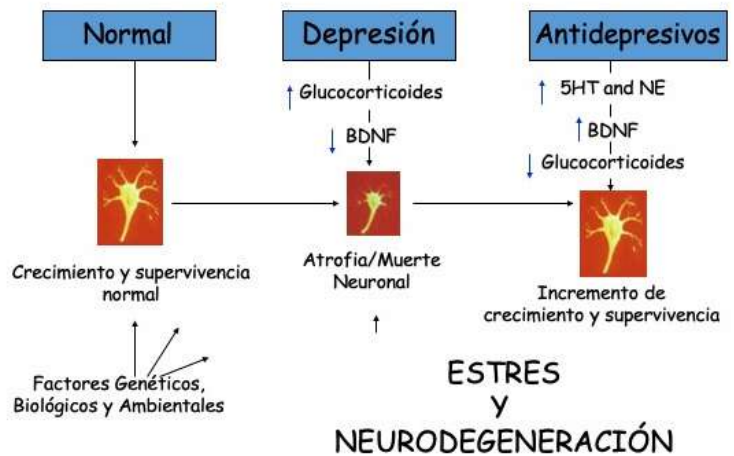 Normal
Depresión
Antidepresivos
Glucocorticoides
BDNF
5HT and NE
BDNF
Glucocorticoides
Crecimiento y supervivencia
normal
Atrofia/Muerte
Neuronal
Incremento de
crecimiento y supervivencia
Factores Genéticos,
Biológicos y Ambientales
ESTRES
Y
NEURODEGENERACIÓN